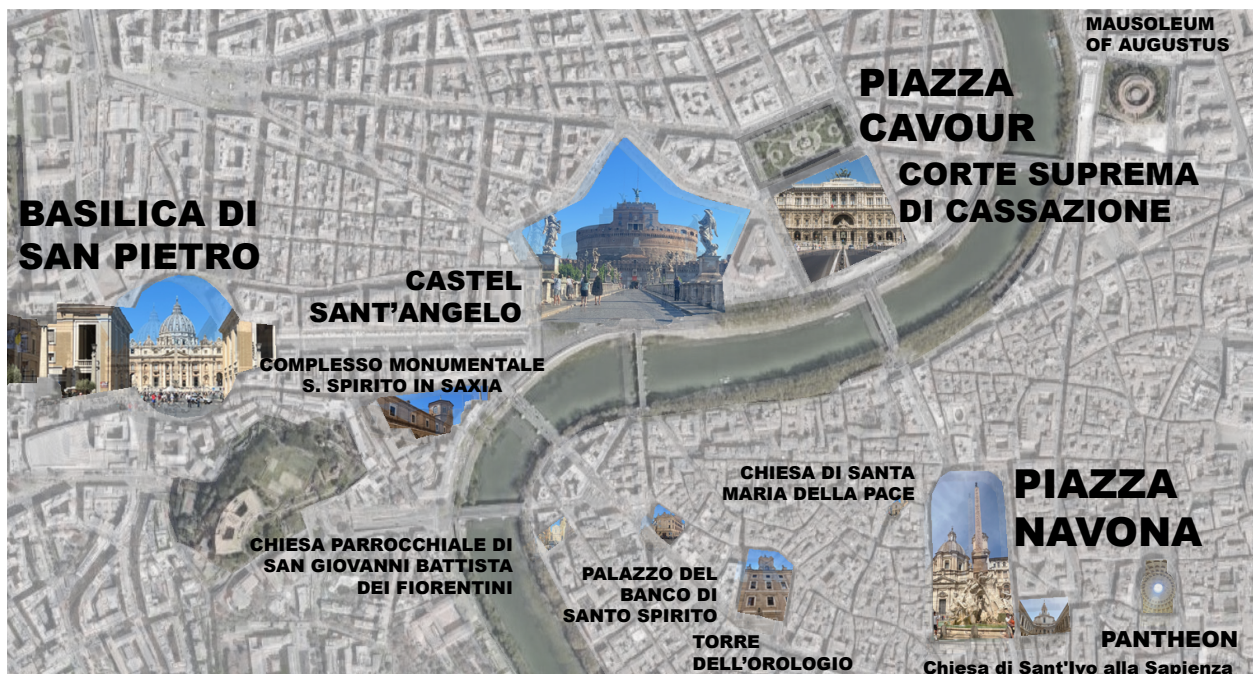 MAUSOLEUM
OF AUGUSTUS
PIAZZA
CAVOUR
CORTE SUPREMA
DI CASSAZIONE
BASILICA DI
SAN PIETRO
CASTEL
SANT’ANGELO
COMPLESSO MONUMENTALE
S. SPIRITO IN SAXIA
CHIESA DI SANTA
MARIA DELLA PACE
PIAZZA
NAVONA
CHIESA PARROCCHIALE DI
SAN GIOVANNI BATTISTA
DEI FIORENTINI
PALAZZO DEL
BANCO DI
SANTO SPIRITO
TORRE
DELL’OROLOGIO
PANTHEON
Chiesa di Sant'Ivo alla Sapienza